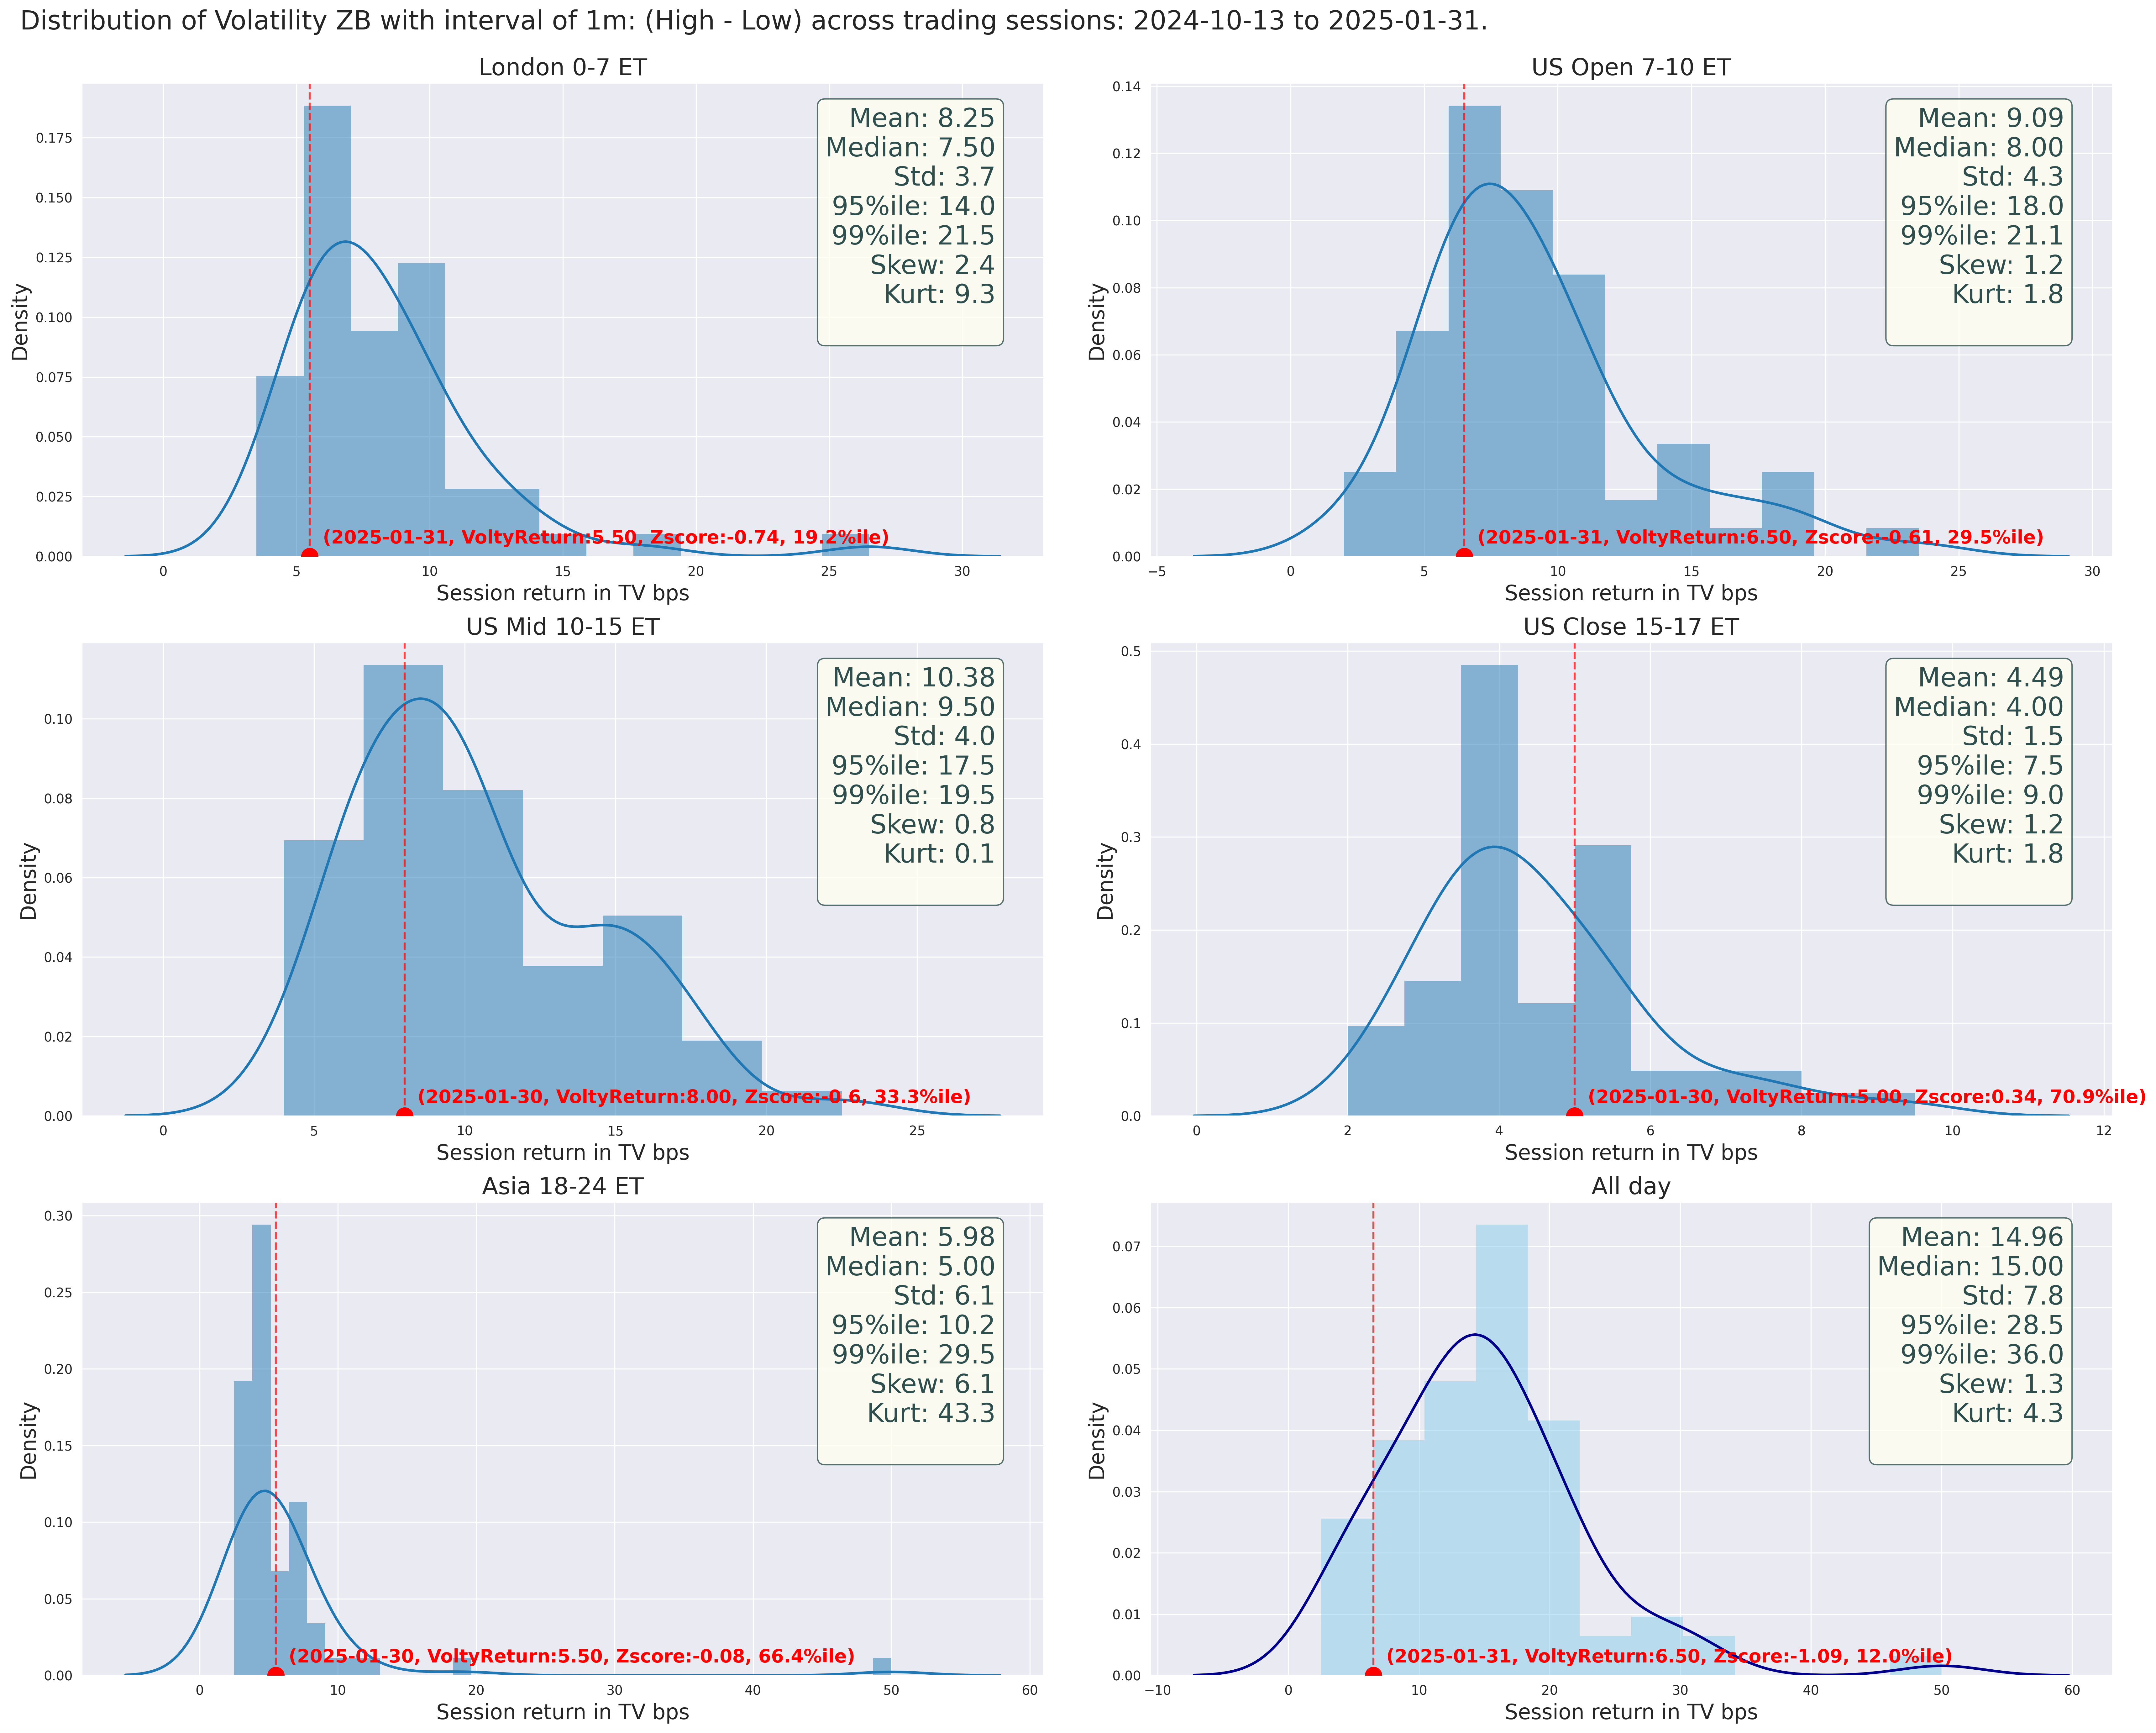 Distribution of Volatility ZB with interval of 1m: (High - Low) across trading sessions: 2024-10-13 to 2025-01-31.
London 0-7 ET
Density
0.175
0.150
0.125
0.100
0.075
0.050
0.025
0.000
Mean: 8.25
Median: 7.50
Std: 3.7
95%ile: 14.0
99%ile: 21.5
Skew: 2.4
Kurt: 9.3
(2025-01-31, VoltyReturn:5.50, Zscore:-0.74, 19.2%ile)
0 5 10 15 20 25 30
Session return in TV bps
US Open 7-10 ET
Density
0.14
0.12
0.10
0.08
0.06
0.04
0.02
0.00
Mean: 9.09
Median: 8.00
Std: 4.3
95%ile: 18.0
99%ile: 21.1
Skew: 1.2
Kurt: 1.8
(2025-01-31, VoltyReturn:6.50, Zscore:-0.61, 29.5%ile)
−5 0 5 10 15 20 25 30
Session return in TV bps
US Mid 10-15 ET
Density
0.10
0.08
0.06
0.04
0.02
0.00
Mean: 10.38
Median: 9.50
Std: 4.0
95%ile: 17.5
99%ile: 19.5
Skew: 0.8
Kurt: 0.1
(2025-01-30, VoltyReturn:8.00, Zscore:-0.6, 33.3%ile)
0 5 10 15 20 25
Session return in TV bps
US Close 15-17 ET
Density
0.5
0.4
0.3
0.2
0.1
0.0
Mean: 4.49
Median: 4.00
Std: 1.5
95%ile: 7.5
99%ile: 9.0
Skew: 1.2
Kurt: 1.8
(2025-01-30, VoltyReturn:5.00, Zscore:0.34, 70.9%ile)
0 2 4 6 8 10 12
Session return in TV bps
Asia 18-24 ET
Density
0.30
0.25
0.20
0.15
0.10
0.05
0.00
Mean: 5.98
Median: 5.00
Std: 6.1
95%ile: 10.2
99%ile: 29.5
Skew: 6.1
Kurt: 43.3
(2025-01-30, VoltyReturn:5.50, Zscore:-0.08, 66.4%ile)
0 10 20 30 40 50 60
Session return in TV bps
All day
Density
0.07
0.06
0.05
0.04
0.03
0.02
0.01
0.00
Mean: 14.96
Median: 15.00
Std: 7.8
95%ile: 28.5
99%ile: 36.0
Skew: 1.3
Kurt: 4.3
(2025-01-31, VoltyReturn:6.50, Zscore:-1.09, 12.0%ile)
−10 0 10 20 30 40 50 60
Session return in TV bps